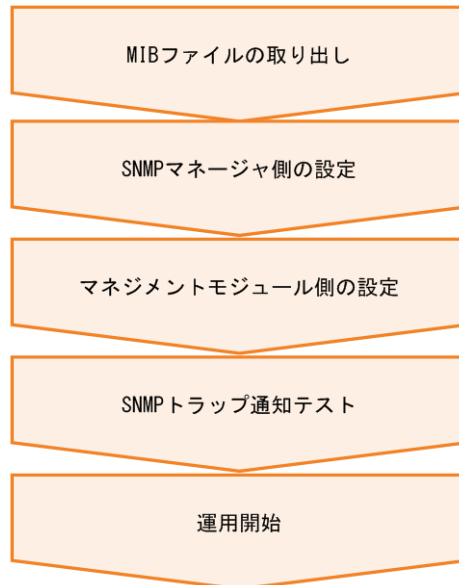 MIBファイルの取り出し
SNMPマネージャ側の設定
マネジメントモジュール側の設定
SNMPトラップ通知テスト
運用開始